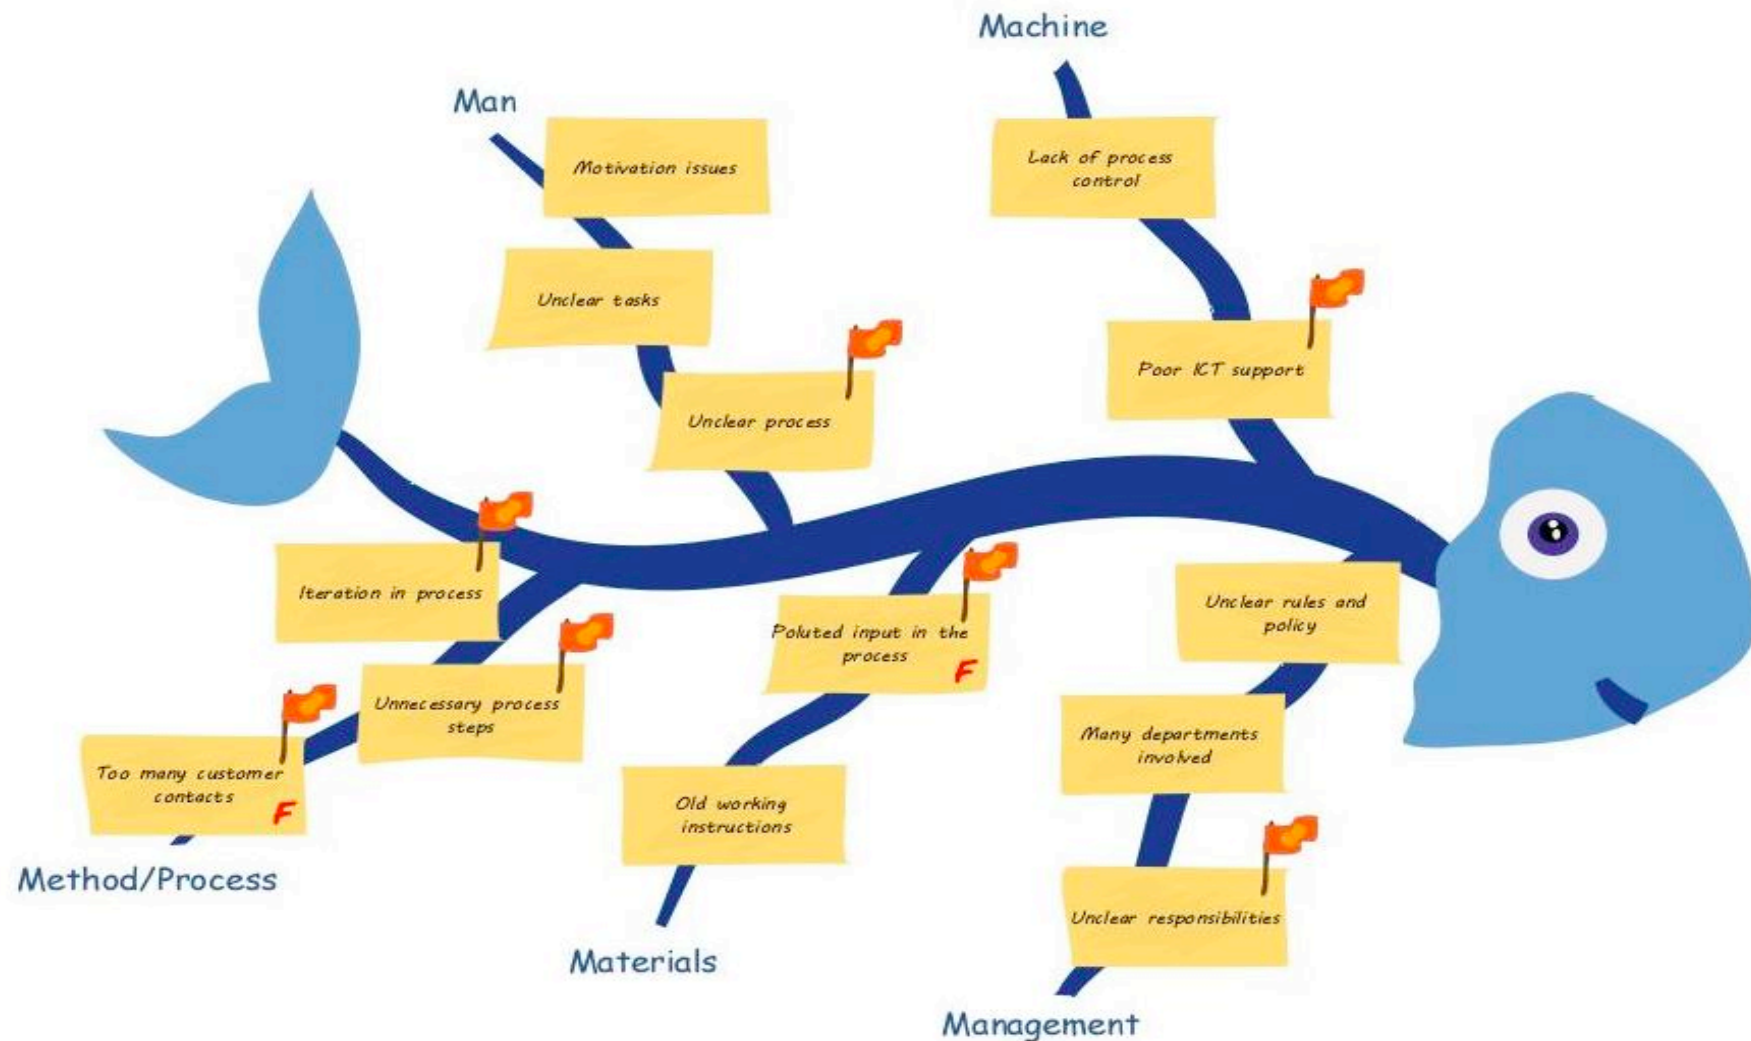 Machine
Man
Motivation issues
Lack of process
control
Unclear tasks
Poor ICT support
Unclear process
Iteration in process
Unnecessary process
steps
Too many customer
contacts
F
Method/Process
Poluted input in the
process
F
Old working
instructions
Materials
Unclear rules and
policy
Many departments
involved
Unclear responsibilities
Management